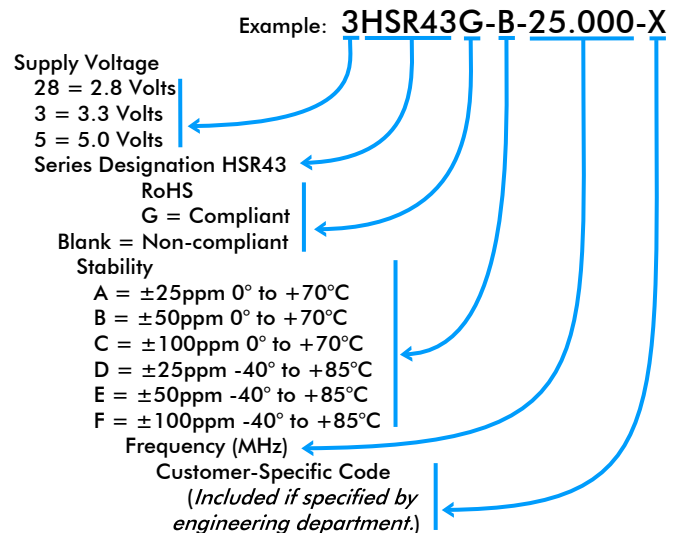 Example: 3HSR43G-B-25.000-X
Supply Voltage
28 = 2.8 Volts
3 = 3.3 Volts
5 = 5.0 Volts
Series Designation HSR43
RoHS
G = Compliant
Blank = Non-compliant
Stability
A = ±25ppm 0° to +70°C
B = ±50ppm 0° to +70°C
C = ±100ppm 0° to +70°C
D = ±25ppm -40° to +85°C
E = ±50ppm -40° to +85°C
F = ±100ppm -40° to +85°C
Frequency (MHz)
Customer-Specific Code
(Included if specified by
engineering department.)